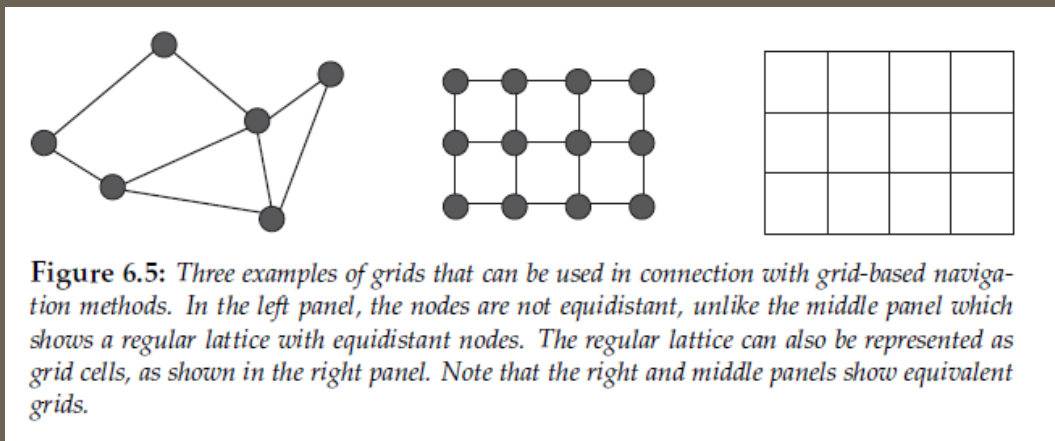 Figure 6.5: Three examples of grids that can be used in connection with grid-based naviga-
tion methods. In the left panel, the nodes are not equidistant, unlike the middle panel which
shows a regular lattice with equidistant nodes. The regular lattice can also be represented as
grid cells, as shown in the right panel. Note that the right and middle panels show equivalent
grids.